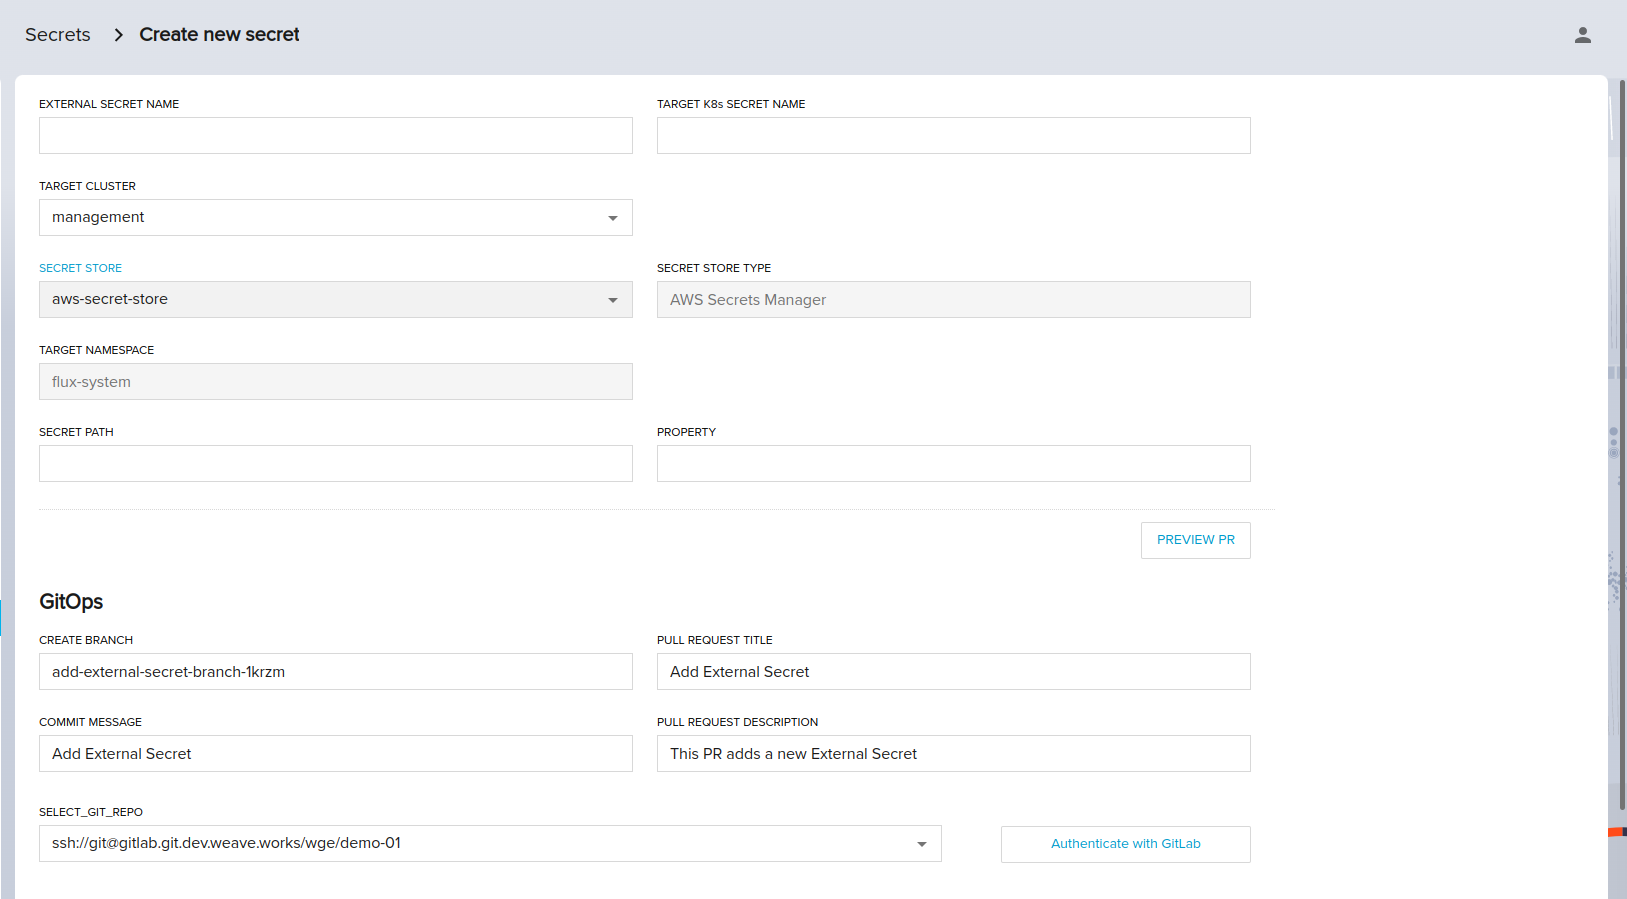 Secrets > Create new secret
EXTERNAL SECRET NAME
TARGET K8s SECRET NAME
TARGET CLUSTER
management
SECRET STORE
SECRET STORE TYPE
aws-secret-store
AWS Secrets Manager
TARGET NAMESPACE
flux-system
SECRET PATH
PROPERTY
PREVIEW PR
GitOps
CREATE BRANCH
PULL REQUEST TITLE
add-external-secret-branch-1krzm
Add External Secret
COMMIT MESSAGE
PULL REQUEST DESCRIPTION
Add External Secret
This PR adds a new External Secret
SELECT_GIT_REPO
ssh://git@gitlab.git.dev.weave.works/wge/demo-01
Authenticate with GitLab